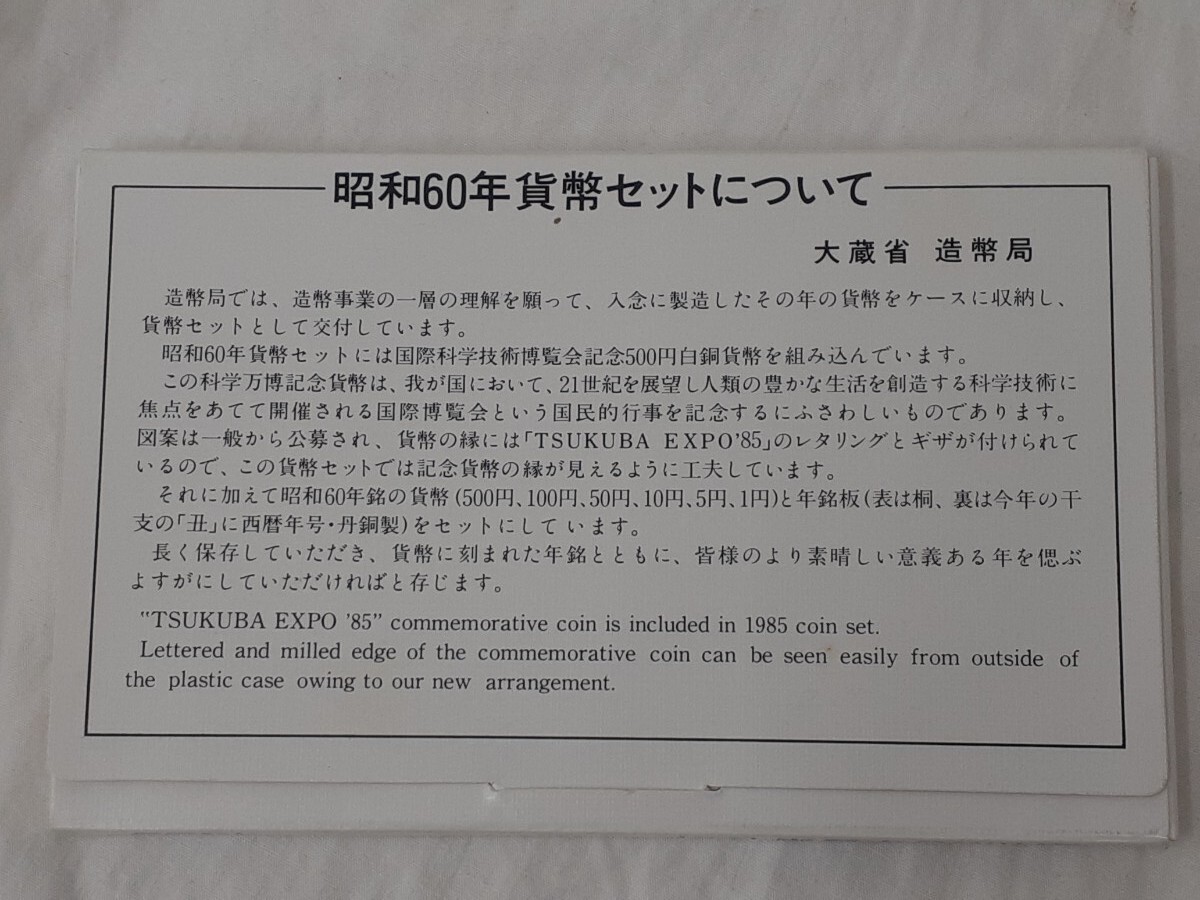 昭和60年貨幣セットについて
大蔵省 造幣局
造幣局では、造幣事業の一層の理解を願って、入念に製造したその年の貨幣をケースに収納し、
貨幣セットとして交付しています。
昭和60年貨幣セットには国際科学技術博覧会記念500円白銅貨幣を組み込んでいます。
この科学万博記念貨幣は、我が国において、21世紀を展望し人類の豊かな生活を創造する科学技術に
焦点をあてて開催される国際博覧会という国民的行事を記念するにふさわしいものであります。
図案は一般から公募され、貨幣の縁には「TSUKUBA EXPO'85」のレタリングとギザが付けられて
いるので、この貨幣セットでは記念貨幣の縁が見えるように工夫しています。
それに加えて昭和60年銘の貨幣(500円、100円、50円、10円、5円、1円)と年銘板(表は桐、裏は今年の干
支の「丑」に西暦年号・丹銅製)をセットにしています。
長く保存していただき、貨幣に刻まれた年銘とともに、皆様のより素晴しい意義ある年を偲ぶ
よすがにしていただければと存じます。
"TSUKUBA EXPO '85" commemorative coin is included in 1985 coin set.
Lettered and milled edge of the commemorative coin can be seen easily from outside of
the plastic case owing to our new arrangement.